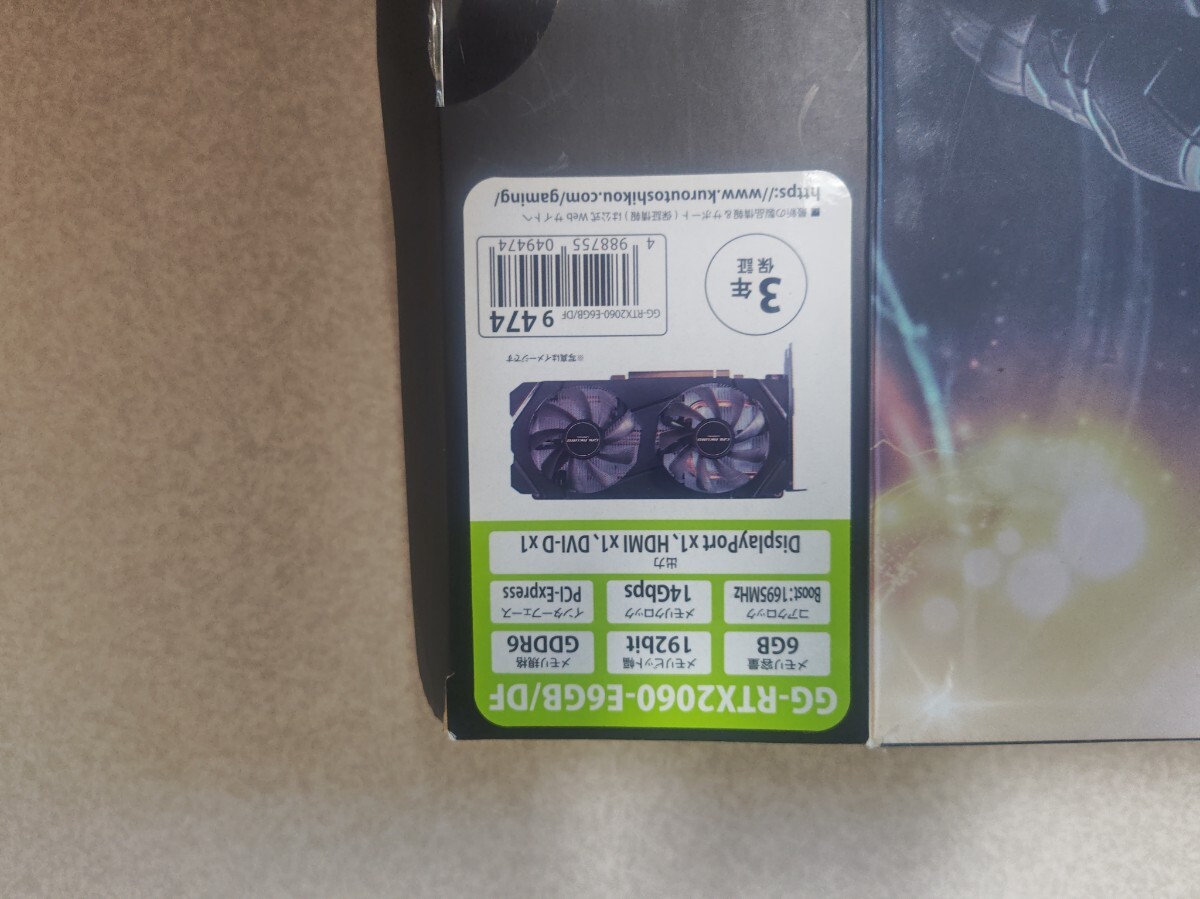 GG-RTX2060-E6GB/DF
メモリ容量
6GB
メモリビット幅
192bit
メモリ規格
GDDR6
コアクロック
Boost:1695MHz
メモリクロック
14Gbps
インターフェース
PCI-Express
出力
DisplayPort x1、HDMI x1、DVI-D x1
※写真はイメージです
3年
保証
GG-RTX2060-E6GB/DF
9 474
4 988755 049474
■最新の製品情報&サポート(保証情報)は公式 Web サイトへ
https://www.kuroutoshikou.com/gaming/